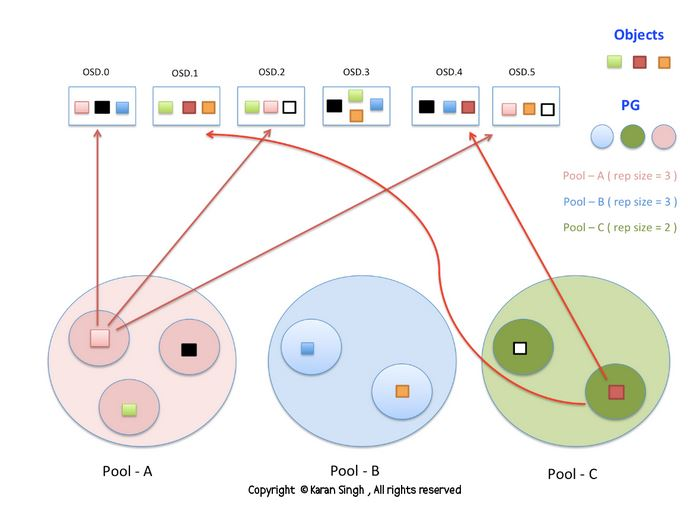 Objects
OSD.0 OSD.1 OSD.2 OSD.3 OSD.4 OSD.5
PG
Pool – A ( rep size = 3 )
Pool – B ( rep size = 3 )
Pool – C ( rep size = 2 )
Pool - A Pool - B Pool - C
Copyright © Karan Singh , All rights reserved